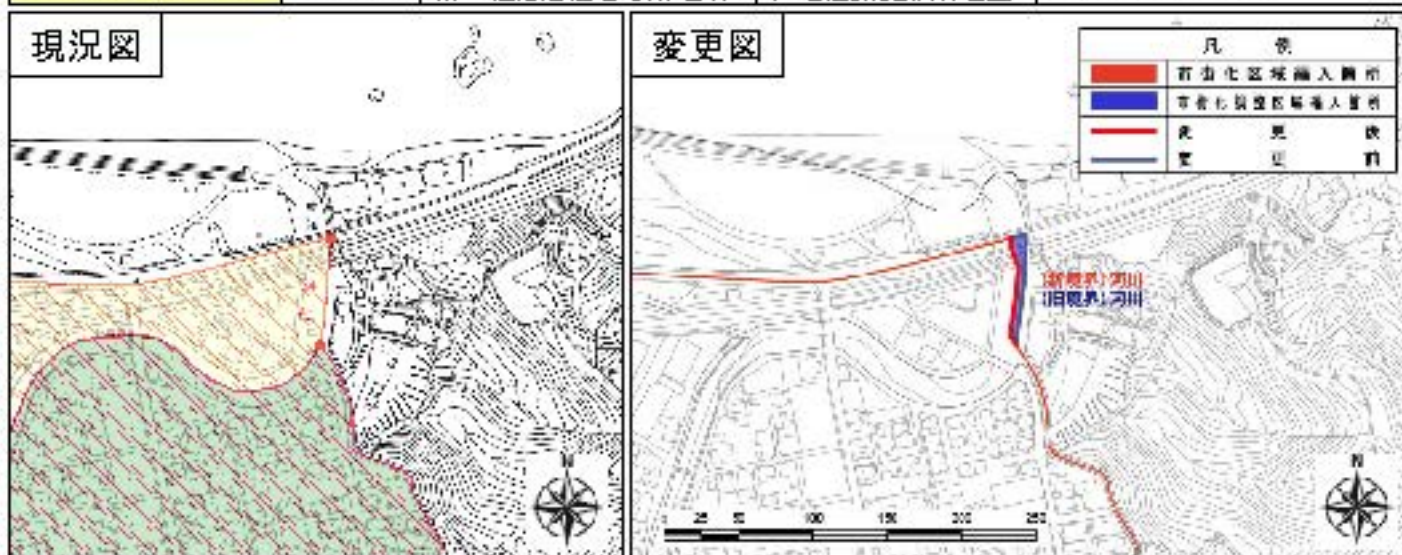 現況図
変更図
凡 例
市街化区域編入箇所
市街化調整区域編入箇所
変 更 後
変 更 前
(新境界)河川
(旧境界)河川
N
N
25 50 100 150 200 250